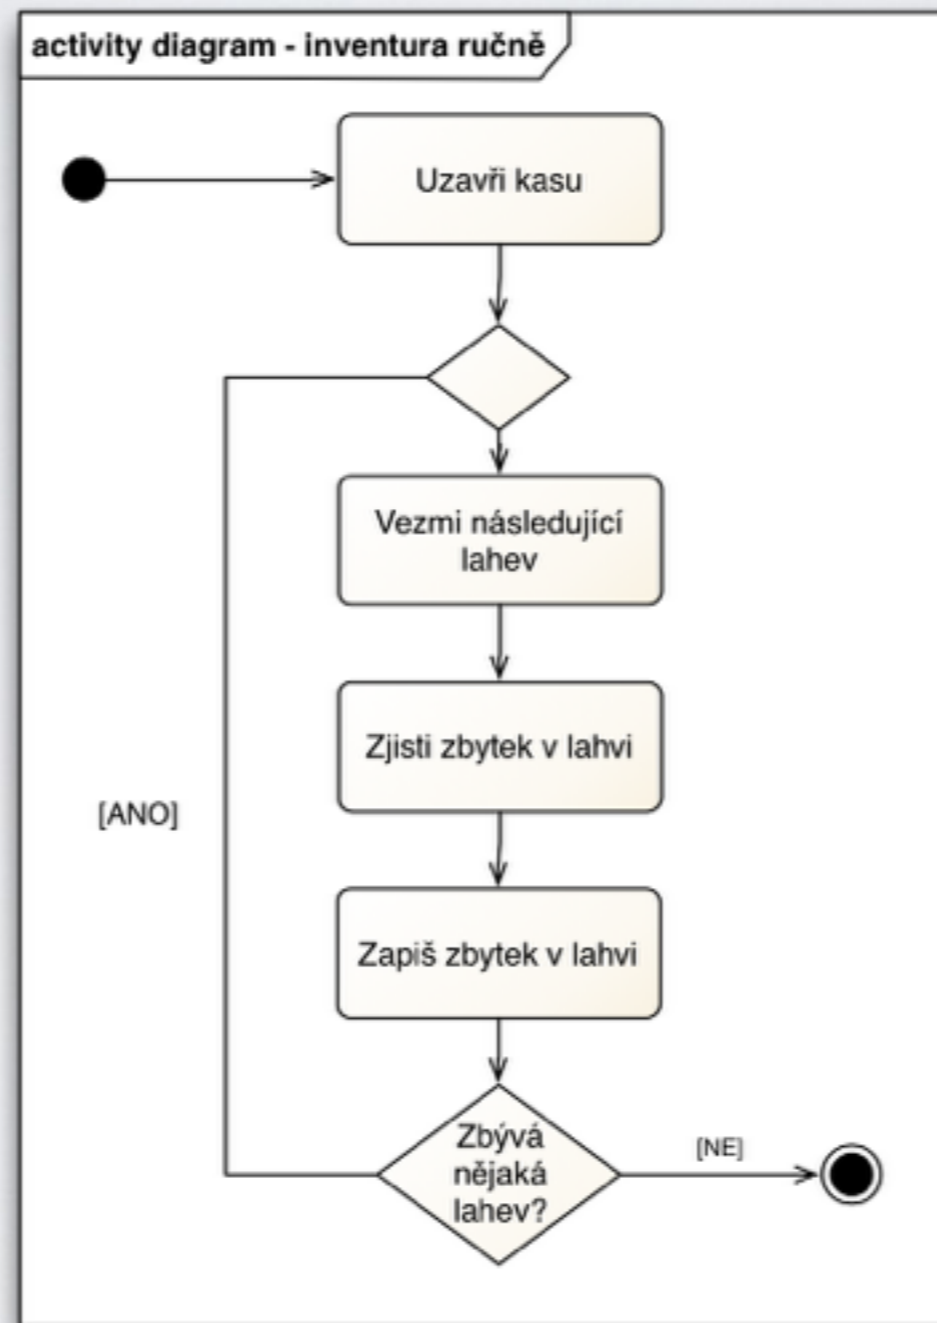 activity diagram - inventura ručně
Uzavři kasu
Vezmi následující
lahev
Zjisti zbytek v lahvi
[ANO]
Zapiš zbytek v lahvi
Zbývá
nějaká
lahev?
[NE]